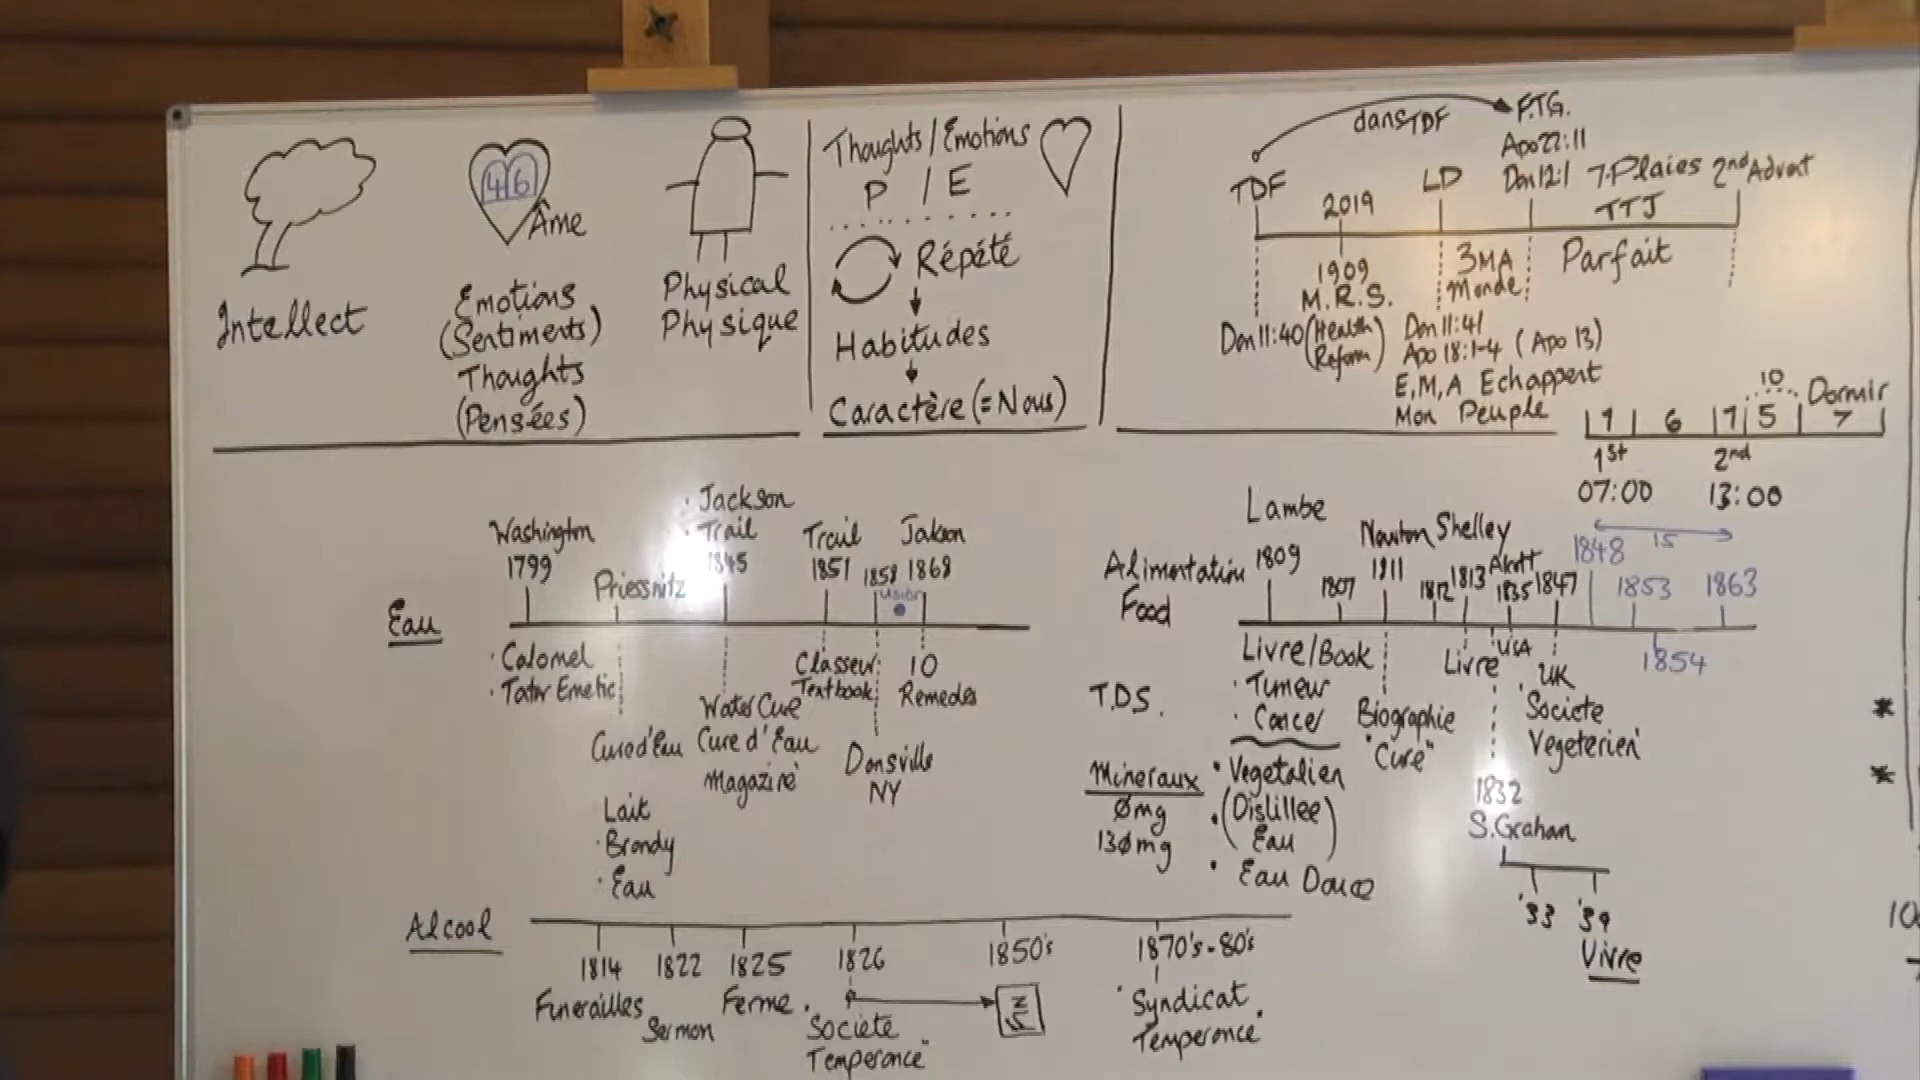 46
Âme
Intellect
Emotions
(Sentiments)
Thoughts
(Pensées)
Physical
Physique
Thoughts/Emotions
P / E
Répété
Habitudes
Caractère (=Nous)
dans TDF
F.T.G.
Apo 22:11
Dan 12:1
TDF
2019
LD
7 Plaies
2nd Advent
TTJ
1909
M.R.S.
(Health
Reform)
3MA
Monde
Parfait
Dan 11:40
Dan 11:41
Apo 18:1-4 (Apo 13)
E,M,A Echappent
Mon Peuple
10
Dormir
1 6 1 5 7
1st
2nd
07:00
13:00
Eau
Washington
1799
Priessnitz
· Jackson
· Trail
1845
Trail
1851
1858
Vision
Jakson
1868
· Calomel
· Tater Emetic
Cure d'Eau
Lait
· Brandy
· Eau
Water Cure
Cure d'Eau
Magazine
Classeur
Textbook
Dansville
NY
10
Remedes
Alimentation
Food
Lambe
1809
1807
Newton
1811
1812
Shelley
1813
Alcott
1835
1847
1848
15
1853
1863
1854
Livre/Book
· Tumeur
· Cancer
Biographie
"Cure"
Livre
USA
UK
"Societe
Vegeterien"
T.D.S.
Mineraux
Ømg
130mg
· Vegetalien
· (Distillee
Eau)
· Eau Douce
1832
S.Graham
'33
'39
Vivre
Alcool
1814
Funerailles
1822
Sermon
1825
Ferme
1826
"Societe
Temperance"
1850's
1870's-80's
"Syndicat
Temperance"
*
*